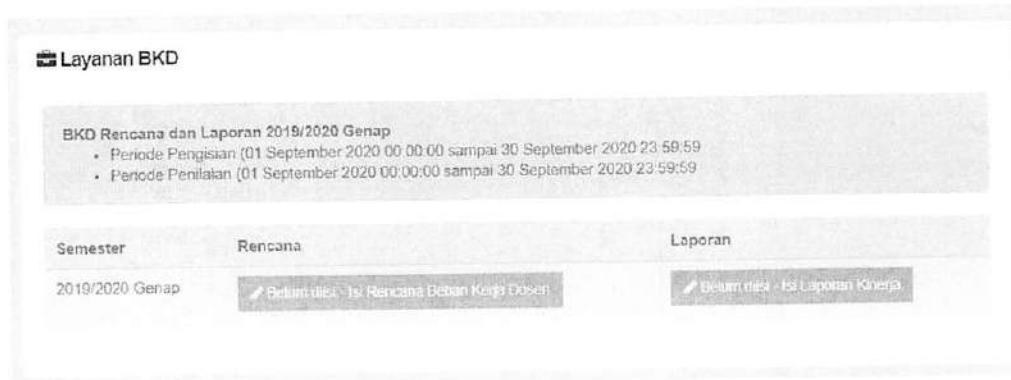 Layanan BKD
BKD Rencana dan Laporan 2019/2020 Genap
• Periode Pengisian (01 September 2020 00:00:00 sampai 30 September 2020 23:59:59
• Periode Penilaian (01 September 2020 00:00:00 sampai 30 September 2020 23:59:59
Semester Rencana Laporan
2019/2020 Genap Belum diisi - Isi Rencana Beban Kerja Dosen Belum diisi - Isi Laporan Kinerja